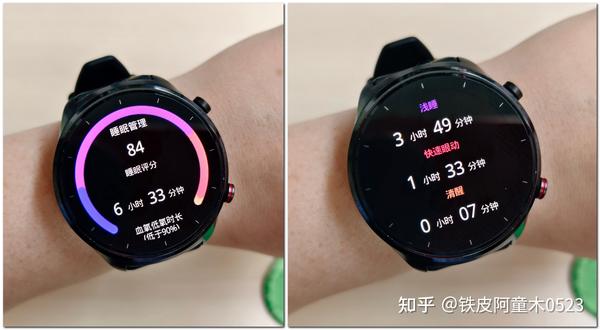 睡眠管理
84
睡眠评分
6 小时 33 分钟
血氧低氧时长
(低于90%)
浅睡
3 小时 49 分钟
快速眼动
1 小时 33 分钟
清醒
0 小时 07 分钟
知乎 @铁皮阿童木0523